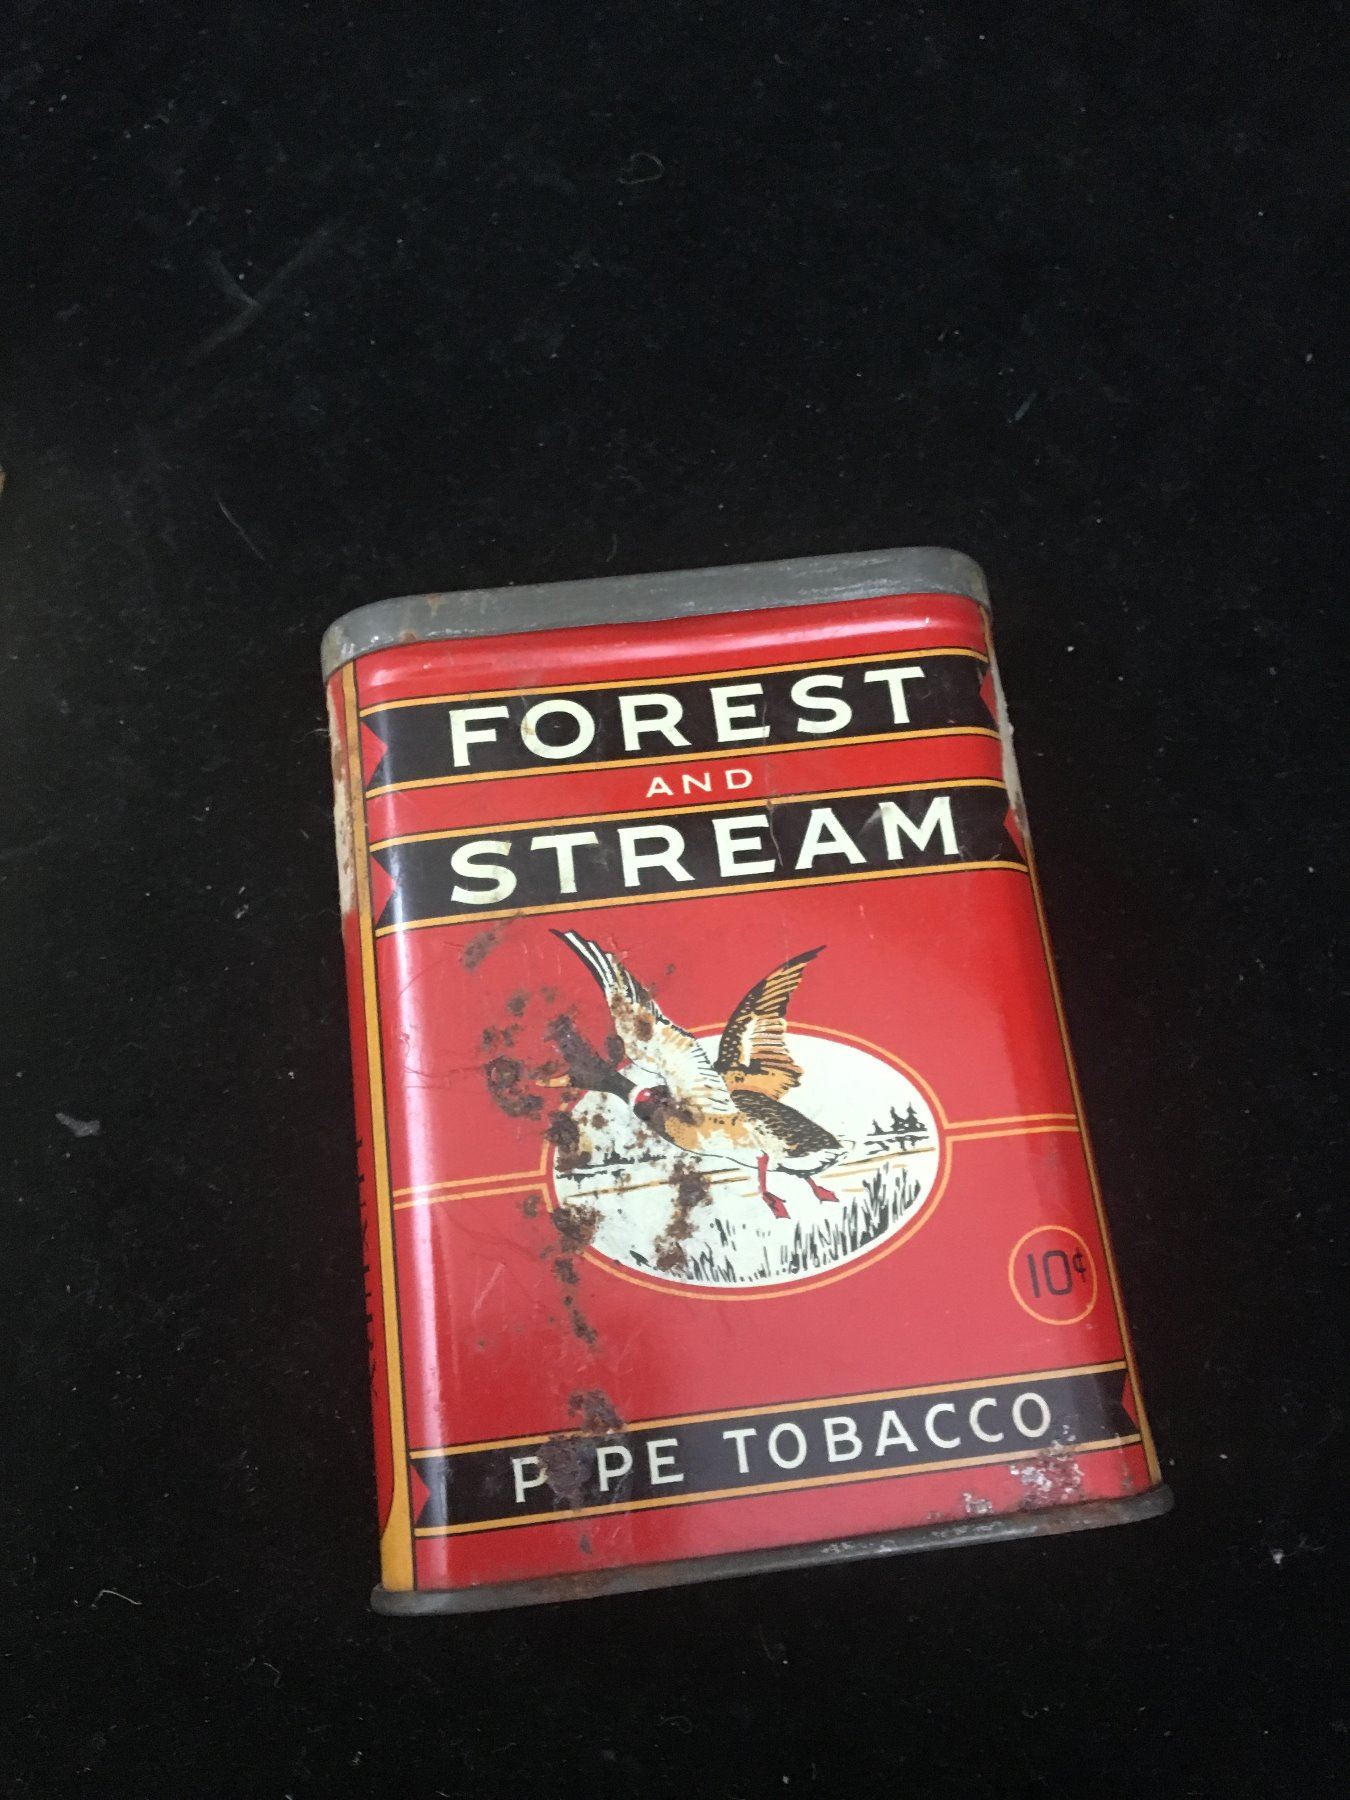 FOREST
AND
STREAM
10¢
P PE TOBACCO